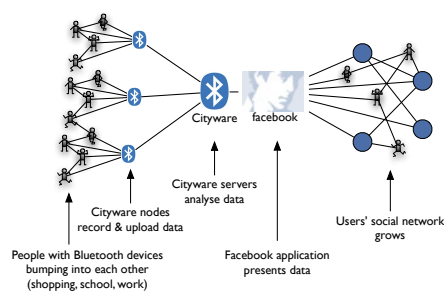 Cityware
facebook
Cityware servers
analyse data
Cityware nodes
record & upload data
Users' social network
grows
People with Bluetooth devices
bumping into each other
(shopping, school, work)
Facebook application
presents data